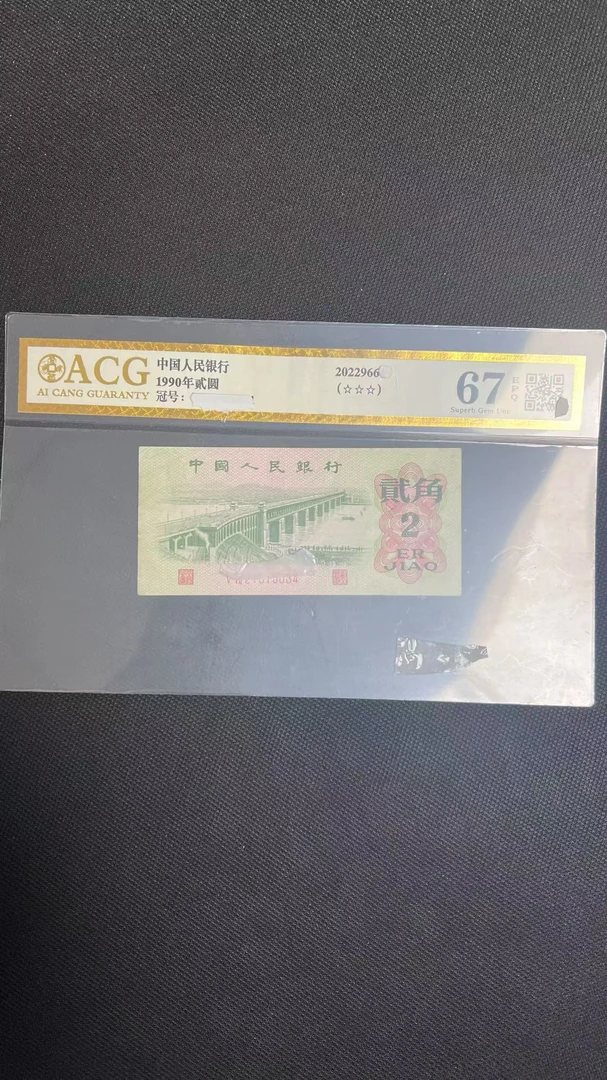 ACG
AI CANG GUARANTY
中国人民银行
1990年贰圆
冠号:
2022966
(☆☆☆)
67
EPQ
Superb Gem Unc
中國人民銀行
貳角
2
ER
JIAO